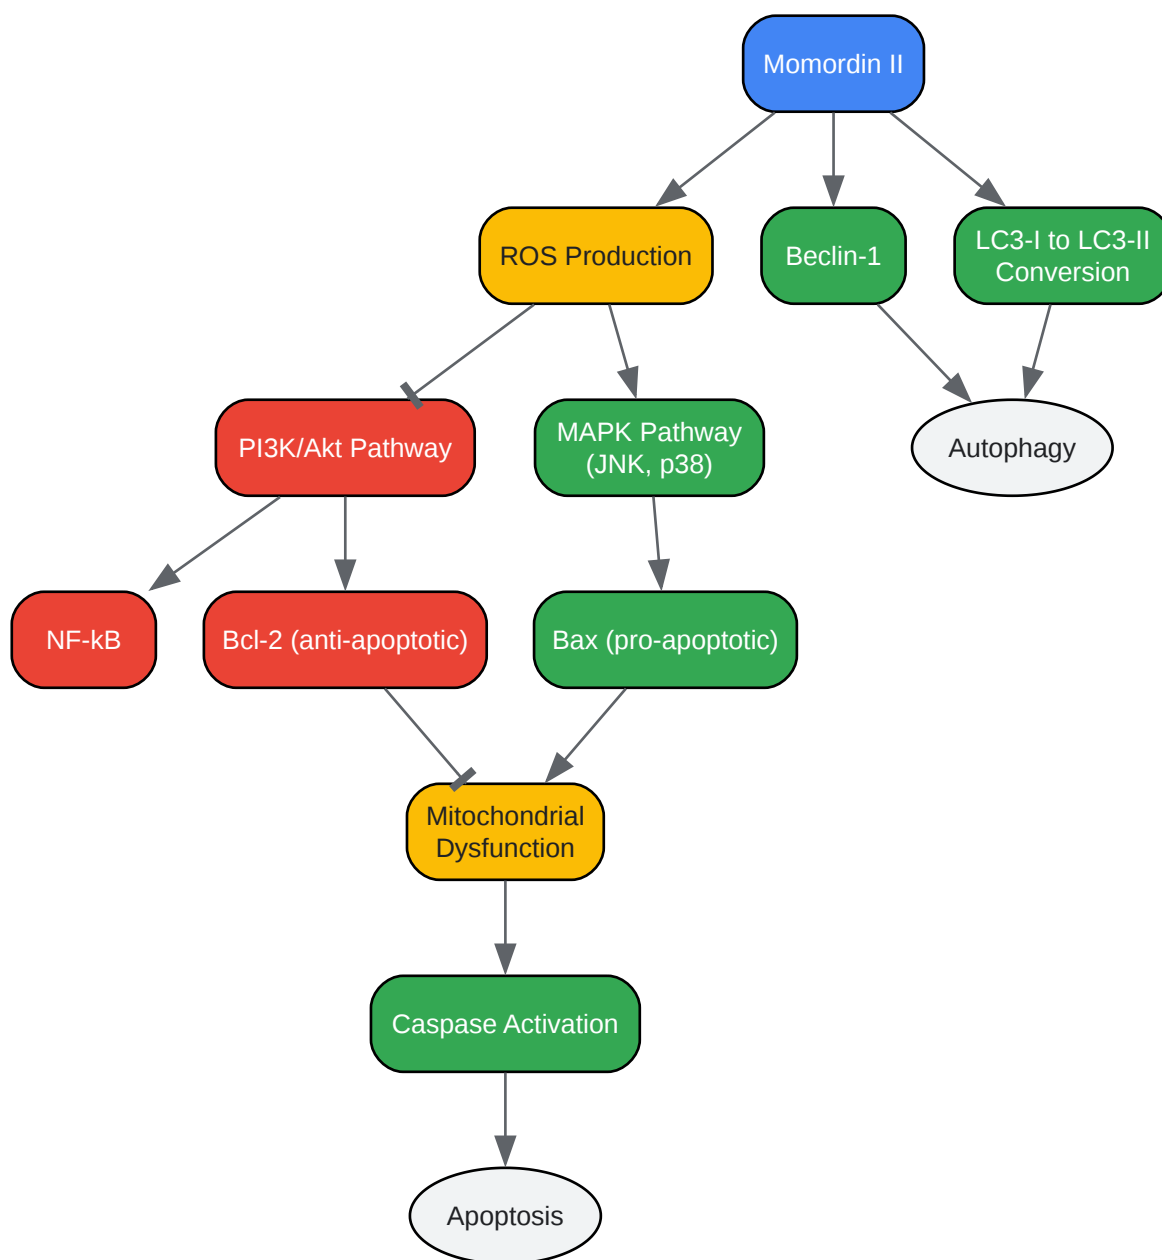 Momordin II
ROS Production
Beclin-1
LC3-I to LC3-II
Conversion
PI3K/Akt Pathway
MAPK Pathway
(JNK, p38)
Autophagy
NF-kB
Bcl-2 (anti-apoptotic)
Bax (pro-apoptotic)
Mitochondrial
Dysfunction
Caspase Activation
Apoptosis